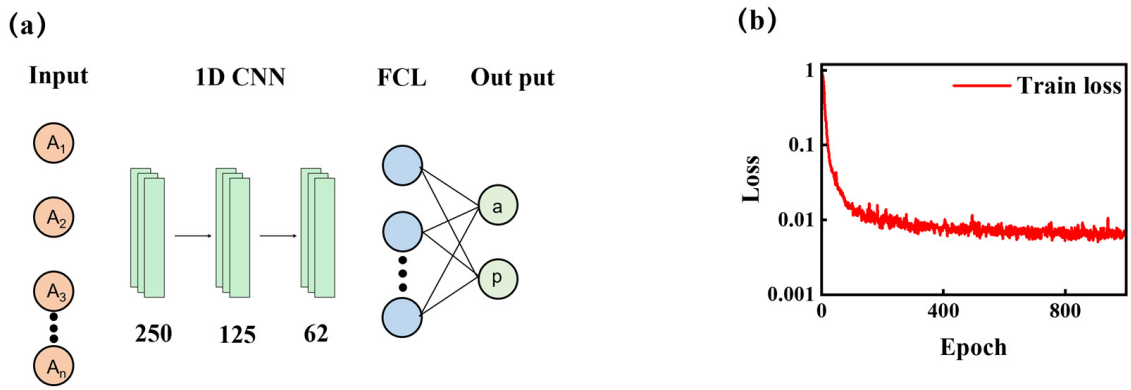 (a)
Input
1D CNN
FCL
Out put
A1
A2
A3
An
250
125
62
a
p
(b)
Train loss
Loss
1
0.1
0.01
0.001
0
400
800
Epoch